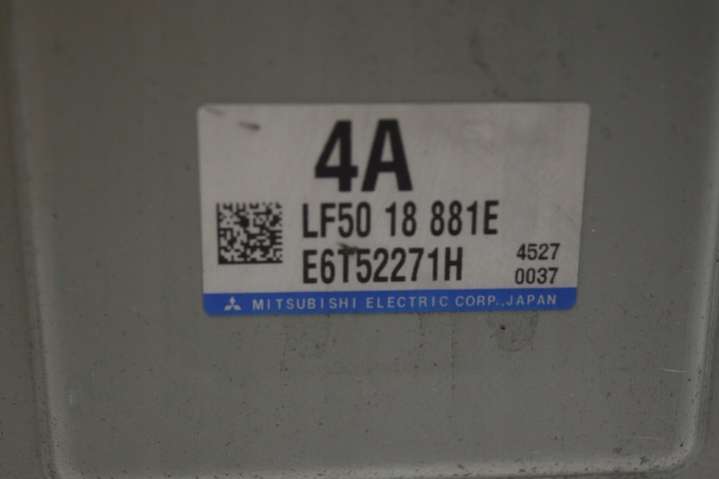 4A
LF50 18 881E
E6T52271H
4527
0037
MITSUBISHI ELECTRIC CORP., JAPAN